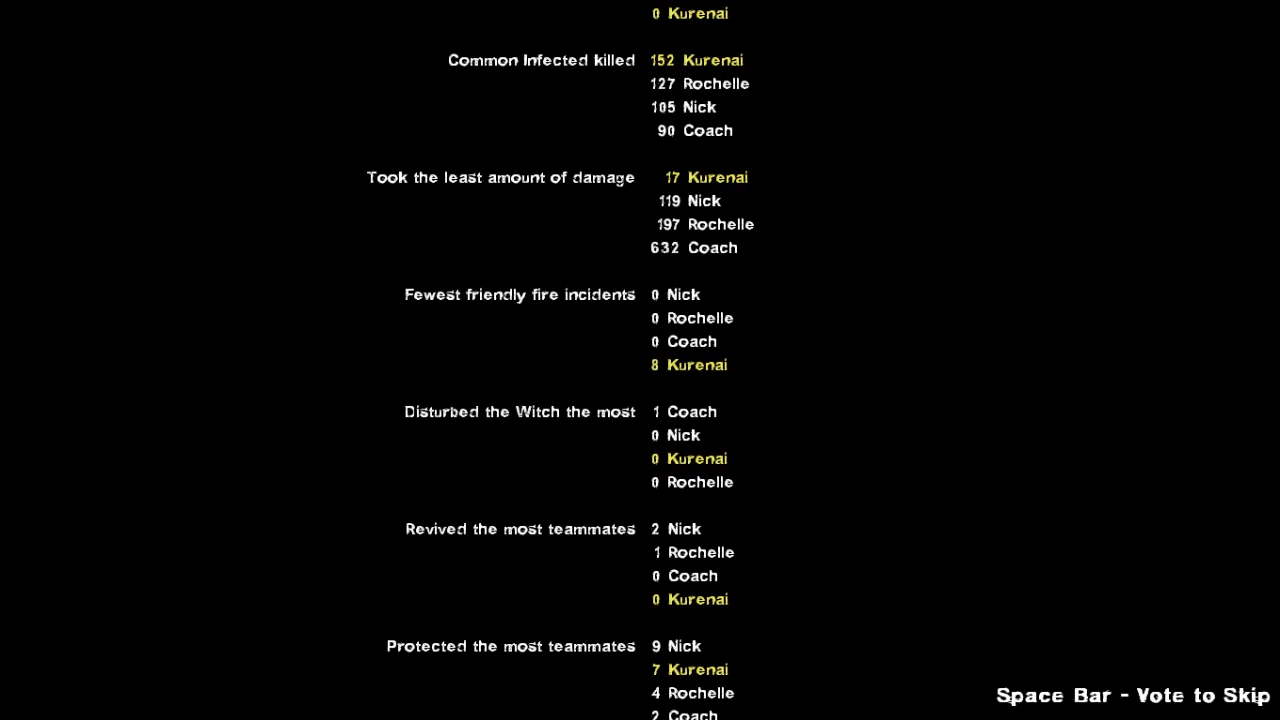 0 Kurenai
Common Infected killed 152 Kurenai
127 Rochelle
105 Nick
90 Coach
Took the least amount of damage 17 Kurenai
119 Nick
197 Rochelle
632 Coach
Fewest friendly fire incidents 0 Nick
0 Rochelle
0 Coach
8 Kurenai
Disturbed the Witch the most 1 Coach
0 Nick
0 Kurenai
0 Rochelle
Revived the most teammates 2 Nick
1 Rochelle
0 Coach
0 Kurenai
Protected the most teammates 9 Nick
7 Kurenai
4 Rochelle
2 Coach
Space Bar - Vote to Skip